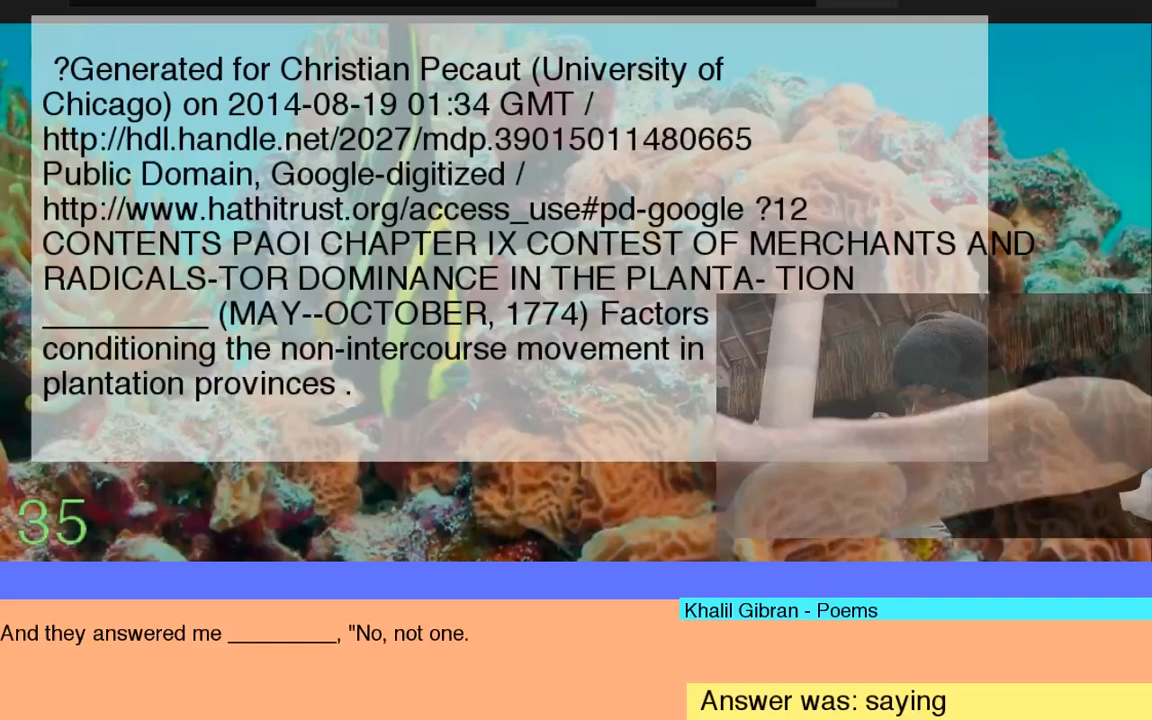 ?Generated for Christian Pecaut (University of
Chicago) on 2014-08-19 01:34 GMT /
http://hdl.handle.net/2027/mdp.39015011480665
Public Domain, Google-digitized /
http://www.hathitrust.org/access_use#pd-google ?12
CONTENTS PAOI CHAPTER IX CONTEST OF MERCHANTS AND
RADICALS-TOR DOMINANCE IN THE PLANTA- TION
__________ (MAY--OCTOBER, 1774) Factors
conditioning the non-intercourse movement in
plantation provinces .
35
Khalil Gibran - Poems
And they answered me __________, "No, not one.
Answer was: saying